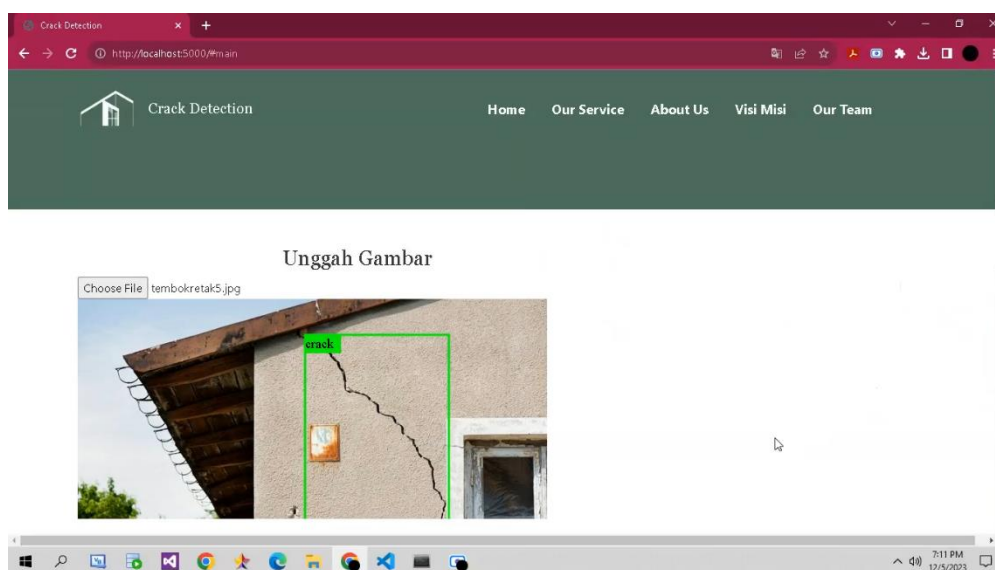 Crack Detection
http://localhost:5000/#main
Crack Detection
Home Our Service About Us Visi Misi Our Team
Unggah Gambar
Choose File tembokretak5.jpg
crack
7:11 PM
12/5/2023